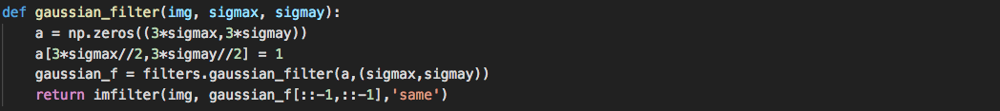 def gaussian_filter(img, sigmax, sigmay):
    a = np.zeros((3*sigmax,3*sigmay))
    a[3*sigmax//2,3*sigmay//2] = 1
    gaussian_f = filters.gaussian_filter(a,(sigmax,sigmay))
    return imfilter(img, gaussian_f[::-1,::-1],'same')